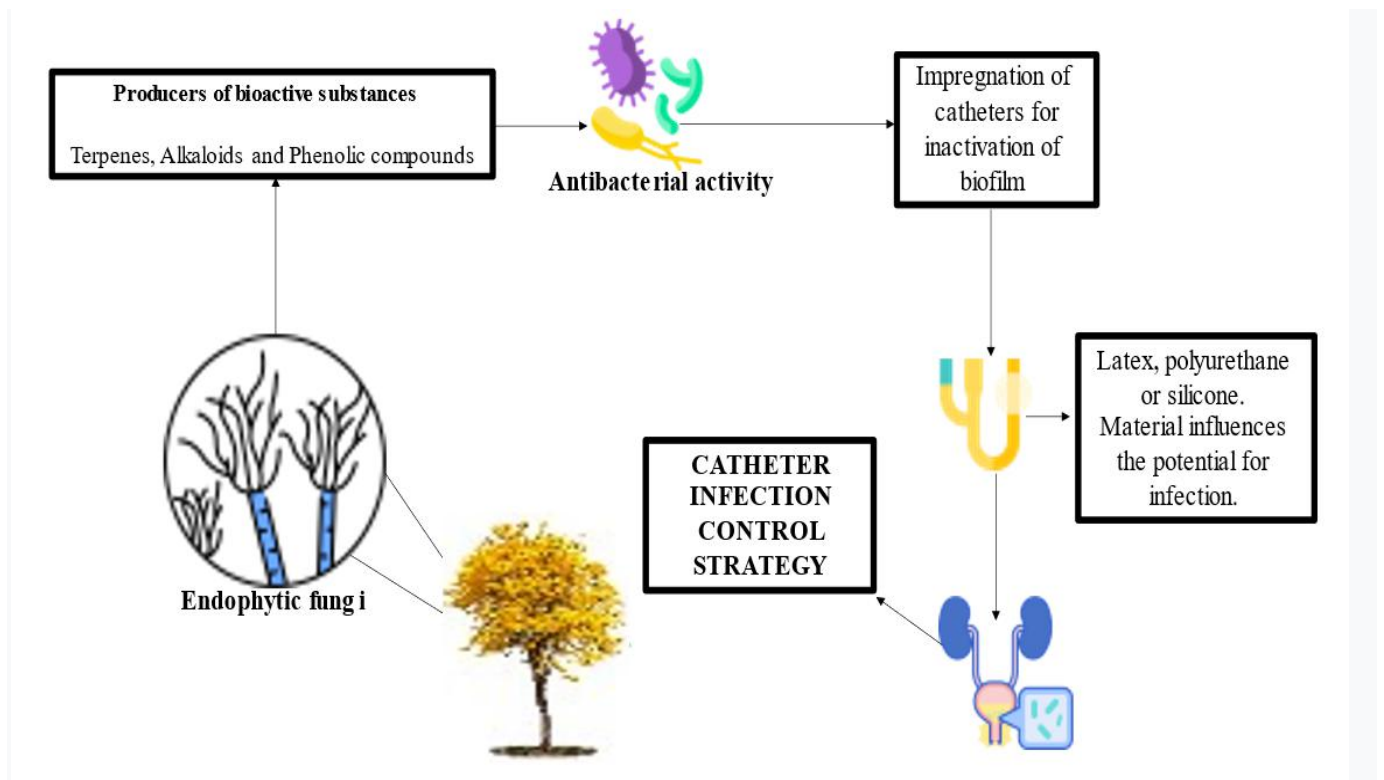 Producers of bioactive substances
Terpenes, Alkaloids and Phenolic compounds
Antibacterial activity
Impregnation of
catheters for
inactivation of
biofilm
Latex, polyurethane
or silicone.
Material influences
the potential for
infection.
CATHETER
INFECTION
CONTROL
STRATEGY
Endophytic fung i